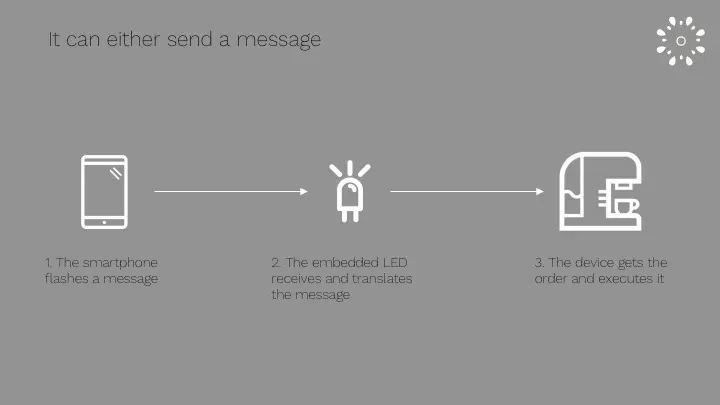 It can either send a message
1. The smartphone
flashes a message
2. The embedded LED
receives and translates
the message
3. The device gets the
order and executes it